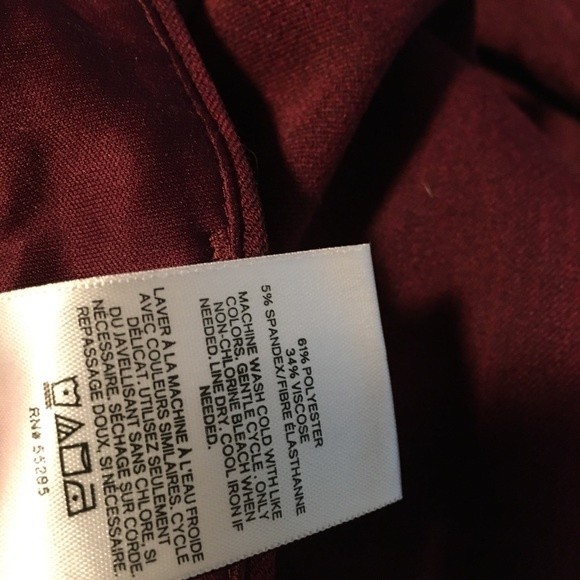 61% POLYESTER
34% VISCOSE
5% SPANDEX/FIBRE ÉLASTHANNE
MACHINE WASH COLD WITH LIKE
COLORS. GENTLE CYCLE. ONLY
NON-CHLORINE BLEACH WHEN
NEEDED. LINE DRY. COOL IRON IF
NEEDED.
LAVER À LA MACHINE À L'EAU FROIDE
AVEC COULEURS SIMILAIRES. CYCLE
DÉLICAT. UTILISEZ SEULEMENT
DU JAVELLISANT SANS CHLORE, SI
NÉCESSAIRE. SÉCHAGE SUR CORDE.
REPASSAGE DOUX, SI NÉCESSAIRE.
RN# 55285